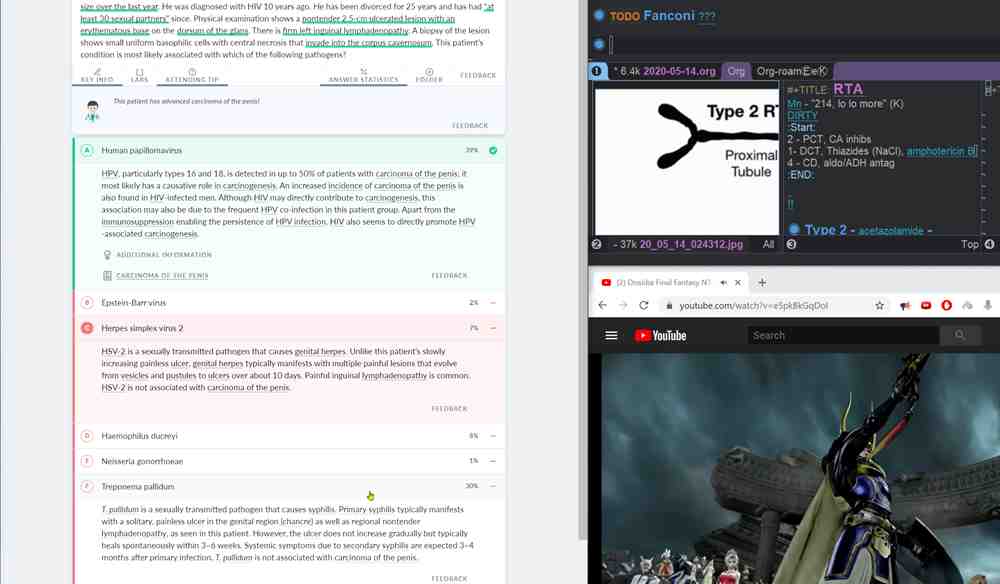 size over the last year. He was diagnosed with HIV 10 years ago. He has been divorced for 25 years and has had "at
least 30 sexual partners" since. Physical examination shows a nontender 2.5-cm ulcerated lesion with an
erythematous base on the dorsum of the glans. There is firm left inguinal lymphadenopathy. A biopsy of the lesion
shows small uniform basophilic cells with central necrosis that invade into the corpus cavernosum. This patient's
condition is most likely associated with which of the following pathogens?
KEY INFO
LABS
ATTENDING TIP
ANSWER STATISTICS
FOLDER
FEEDBACK
This patient has advanced carcinoma of the penis!
FEEDBACK
A Human papillomavirus 39%
HPV, particularly types 16 and 18, is detected in up to 50% of patients with carcinoma of the penis; it
most likely has a causative role in carcinogenesis. An increased incidence of carcinoma of the penis is
also found in HIV-infected men. Although HIV may directly contribute to carcinogenesis, this
association may also be due to the frequent HPV co-infection in this patient group. Apart from the
immunosuppression enabling the persistence of HPV infection, HIV also seems to directly promote HPV
-associated carcinogenesis.
ADDITIONAL INFORMATION
CARCINOMA OF THE PENIS
FEEDBACK
B Epstein-Barr virus 2% –
C Herpes simplex virus 2 7% –
HSV-2 is a sexually transmitted pathogen that causes genital herpes. Unlike this patient's slowly
increasing painless ulcer, genital herpes typically manifests with multiple painful lesions that evolve
from vesicles and pustules to ulcers over about 10 days. Painful inguinal lymphadenopathy is common.
HSV-2 is not associated with carcinoma of the penis.
FEEDBACK
D Haemophilus ducreyi 8% –
E Neisseria gonorrhoeae 1% –
F Treponema pallidum 30% –
T. pallidum is a sexually transmitted pathogen that causes syphilis. Primary syphilis typically manifests
with a solitary, painless ulcer in the genital region (chancre) as well as regional nontender
lymphadenopathy, as seen in this patient. However, the ulcer does not increase gradually but typically
heals spontaneously within 3–6 weeks. Systemic symptoms due to secondary syphilis are expected 3–4
months after primary infection. T. pallidum is not associated with carcinoma of the penis.
FEEDBACK
TODO Fanconi ???
1 * 6.4k 2020-05-14.org Org Org-roam
Type 2 RT
Proximal
Tubule
2 - 37k 20_05_14_024312.jpg All
#+TITLE: RTA
Mn - "214, lo lo more" (K)
DIRTY
:Start:
2 - PCT, CA inhibs
1- DCT, Thiazides (NaCl), amphotericin B
4 - CD, aldo/ADH antag
:END:
-
!!
Type 2 - acetazolamide -
3 Top 4
youtube.com/watch?v=eSpkBkGqDoI
YouTube
Search